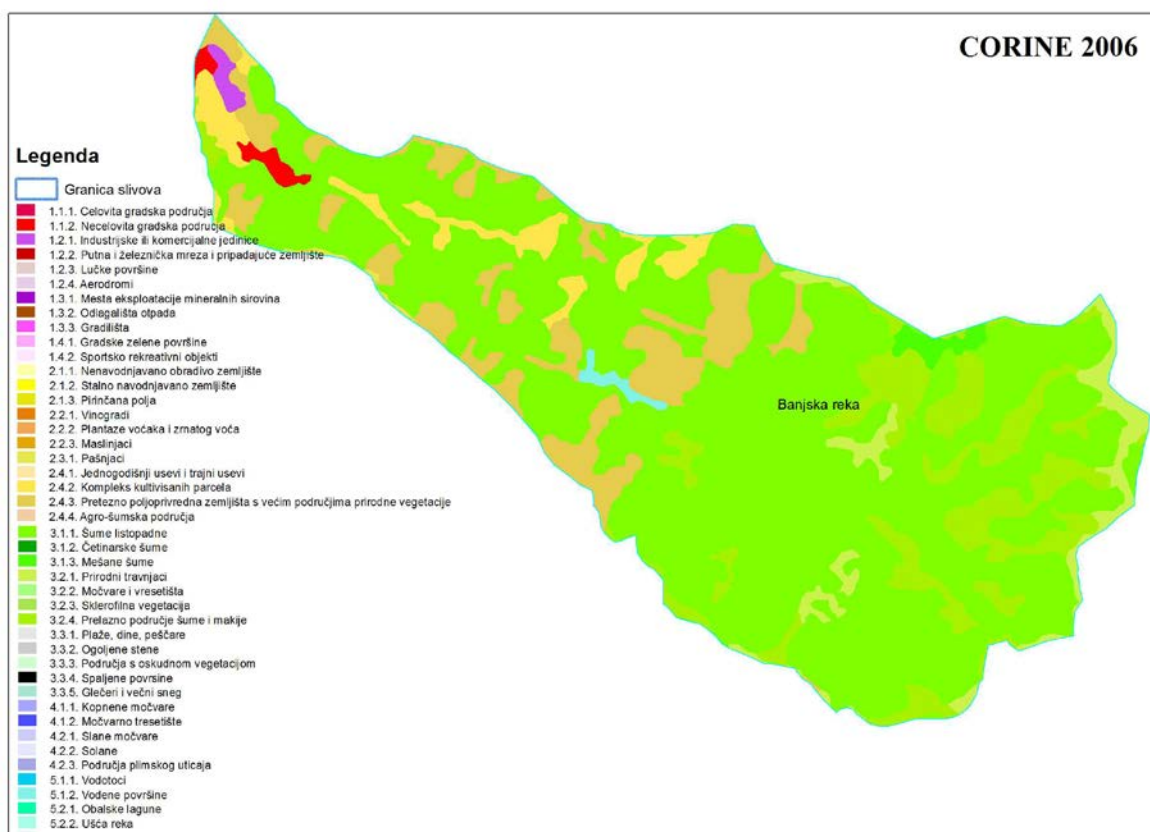 CORINE 2006
Legenda
Granica slivova
1.1.1. Celovita gradska područja
1.1.2. Necelovita gradska područja
1.2.1. Industrijske ili komercijalne jedinice
1.2.2. Putna i železnička mreza i pripadajuće zemljište
1.2.3. Lučke površine
1.2.4. Aerodromi
1.3.1. Mesta eksploatacije mineralnih sirovina
1.3.2. Odlagališta otpada
1.3.3. Gradilišta
1.4.1. Gradske zelene površine
1.4.2. Sportsko rekreativni objekti
2.1.1. Nenavodnjavano obradivo zemljište
2.1.2. Stalno navodnjavano zemljište
2.1.3. Pirinčana polja
2.2.1. Vinogradi
2.2.2. Plantaze voćaka i zrnatog voća
2.2.3. Maslinjaci
2.3.1. Pašnjaci
2.4.1. Jednogodišnji usevi i trajni usevi
2.4.2. Kompleks kultivisanih parcela
2.4.3. Pretezno poljoprivredna zemljišta s većim područjima prirodne vegetacije
2.4.4. Agro-šumska područja
3.1.1. Šume listopadne
3.1.2. Četinarske šume
3.1.3. Mešane šume
3.2.1. Prirodni travnjaci
3.2.2. Močvare i vresetišta
3.2.3. Sklerofilna vegetacija
3.2.4. Prelazno područje šume i makije
3.3.1. Plaže, dine, peščare
3.3.2. Ogoljene stene
3.3.3. Područja s oskudnom vegetacijom
3.3.4. Spaljene povrsine
3.3.5. Glečeri i večni sneg
4.1.1. Kopnene močvare
4.1.2. Močvarno tresetište
4.2.1. Slane močvare
4.2.2. Solane
4.2.3. Područja plimskog uticaja
5.1.1. Vodotoci
5.1.2. Vodene površine
5.2.1. Obalske lagune
5.2.2. Ušća reka
Banjska reka